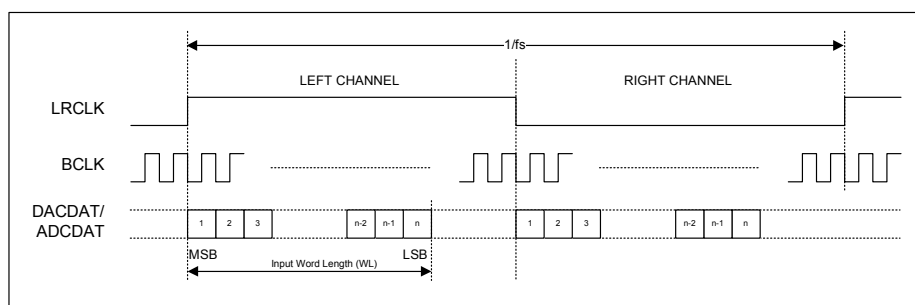 1/fs
LEFT CHANNEL
RIGHT CHANNEL
LRCLK
BCLK
DACDAT/
ADCDAT
1 2 3 n-2 n-1 n 1 2 3 n-2 n-1 n
MSB LSB
Input Word Length (WL)